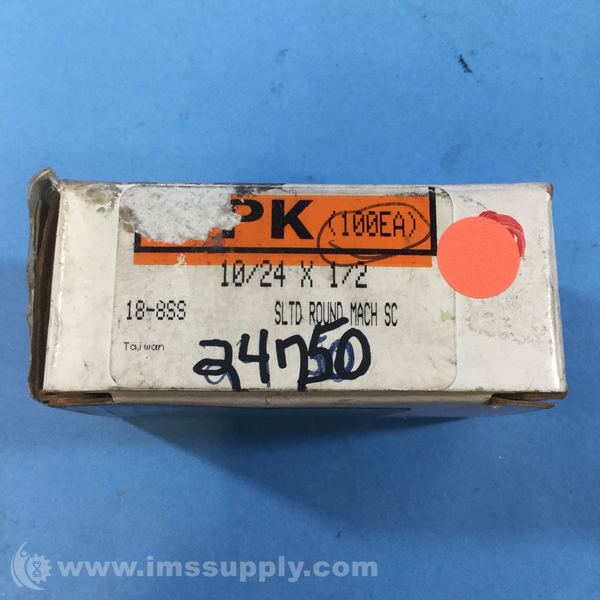 PK (100EA)
10/24 X 1/2
18-8SS SLTD ROUND MACH SC
Taiwan
24750
www.imssupply.com